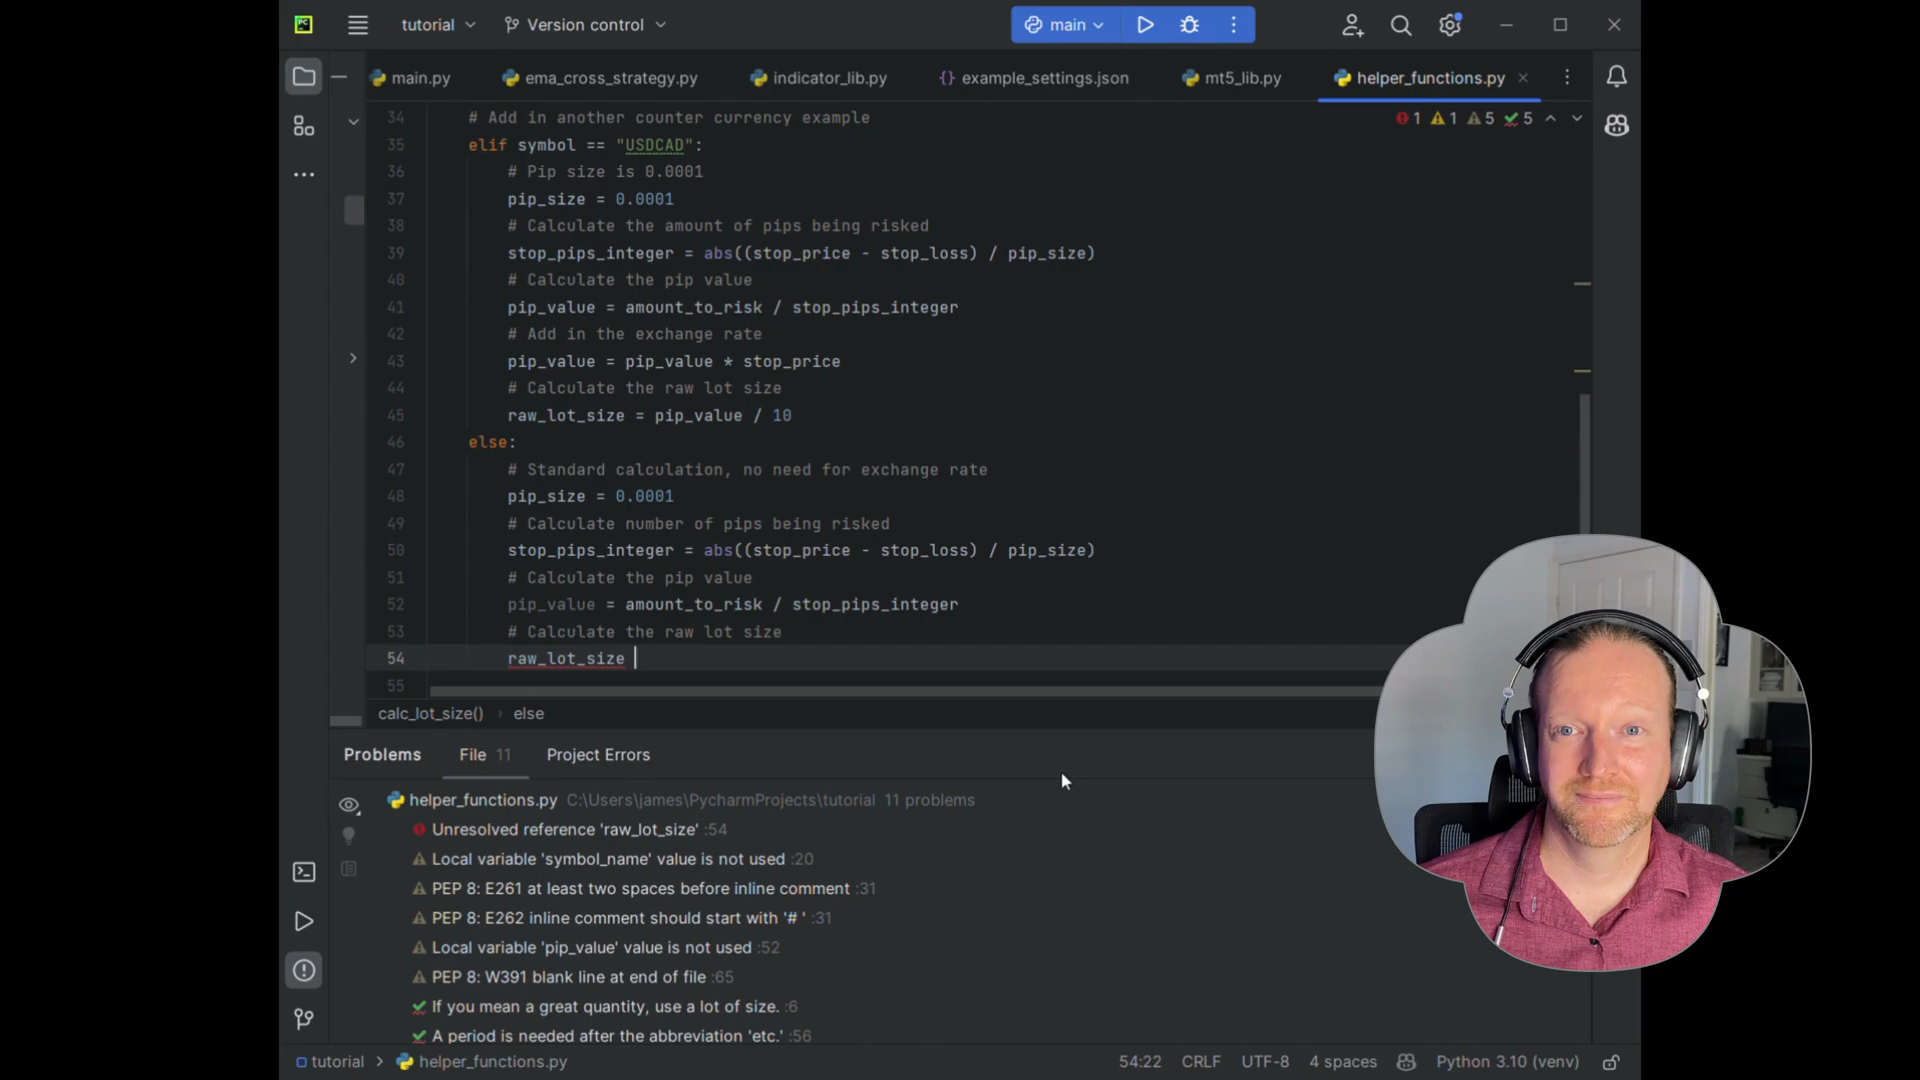 PC
tutorial
Version control
main
main.py
ema_cross_strategy.py
{} example_settings.json
indicator_lib.py
mt5_lib.py
helper_functions.py
1 1 5 5
34 # Add in another counter currency example
35 elif symbol == "USDCAD":
36 # Pip size is 0.0001
37 pip_size = 0.0001
38 # Calculate the amount of pips being risked
39 stop_pips_integer = abs((stop_price - stop_loss) / pip_size)
40 # Calculate the pip value
41 pip_value = amount_to_risk / stop_pips_integer
42 # Add in the exchange rate
43 pip_value = pip_value * stop_price
44 # Calculate the raw lot size
45 raw_lot_size = pip_value / 10
46 else:
47 # Standard calculation, no need for exchange rate
48 pip_size = 0.0001
49 # Calculate number of pips being risked
50 stop_pips_integer = abs((stop_price - stop_loss) / pip_size)
51 # Calculate the pip value
52 pip_value = amount_to_risk / stop_pips_integer
53 # Calculate the raw lot size
54 raw_lot_size
55
calc_lot_size() › else
Problems File 11 Project Errors
helper_functions.py C:\Users\james\PycharmProjects\tutorial 11 problems
Unresolved reference 'raw_lot_size' :54
Local variable 'symbol_name' value is not used :20
PEP 8: E261 at least two spaces before inline comment :31
PEP 8: E262 inline comment should start with '# ' :31
Local variable 'pip_value' value is not used :52
PEP 8: W391 blank line at end of file :65
If you mean a great quantity, use a lot of size. :6
A period is needed after the abbreviation 'etc.' :56
tutorial > helper_functions.py
54:22 CRLF UTF-8 4 spaces Python 3.10 (venv)